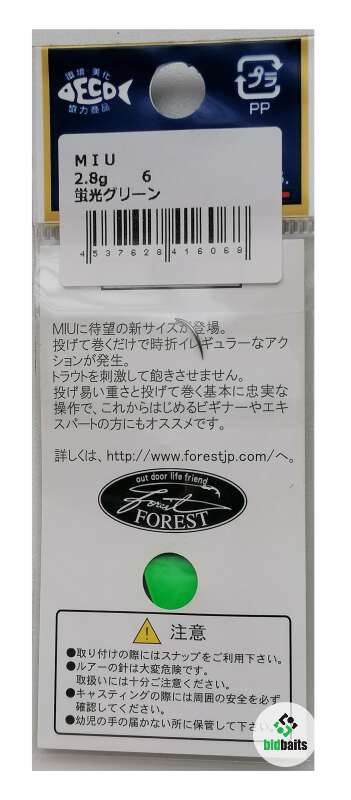 環境 美化
ECO
協力商品
プラ
PP
MIU
2.8g 6
蛍光グリーン
4 537628 416068
MIUに待望の新サイズが登場。
投げて巻くだけで時折イレギュラーなアク
ションが発生。
トラウトを刺激して飽きさせません。
投げ易い重さと投げて巻く基本に忠実な
操作で、これからはじめるビギナーやエキ
スパートの方にもオススメです。
詳しくは、http://www.forestjp.com/へ。
out door life friend
Forest
FOREST
注意
●取り付けの際にはスナップをご利用下さい。
●ルアーの針は大変危険です。
取扱いには十分ご注意ください。
●キャスティングの際には周囲の安全を必ず
確認してください。
●幼児の手の届かない所に保管して下さい。
bidbaits